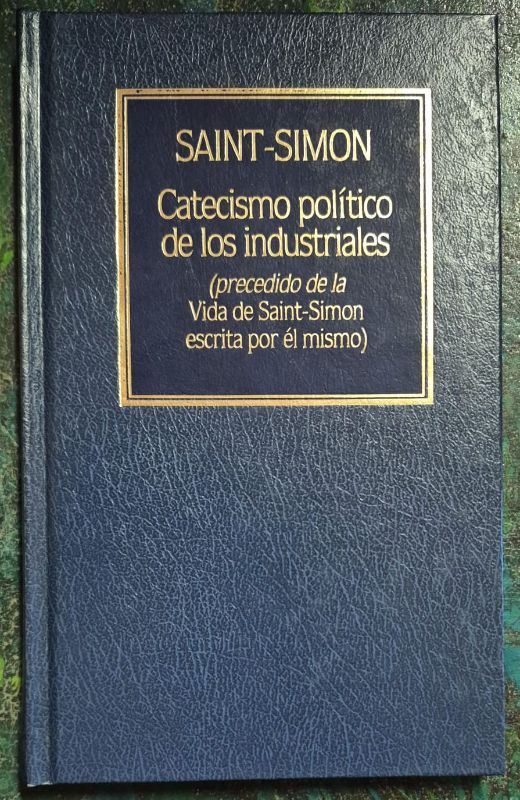 SAINT-SIMON
Catecismo político
de los industriales
(precedido de la
Vida de Saint-Simon
escrita por él mismo)